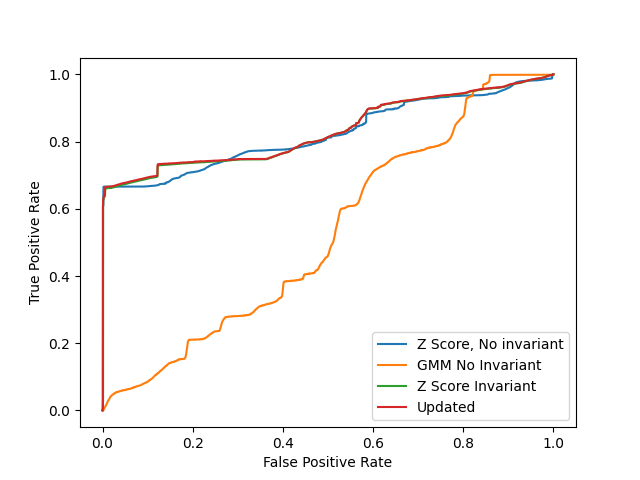 1.0
0.8
0.6
0.4
0.2
0.0
True Positive Rate
Z Score, No invariant
GMM No Invariant
Z Score Invariant
Updated
0.0 0.2 0.4 0.6 0.8 1.0
False Positive Rate